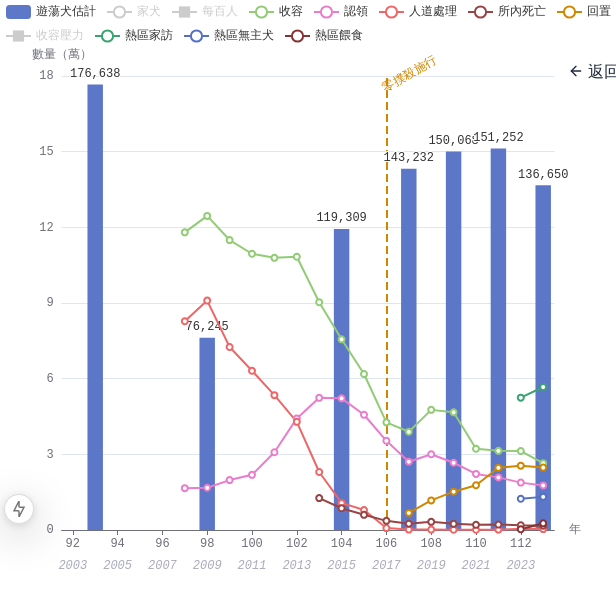 遊蕩犬估計 家犬 每百人 收容 認領 人道處理 所內死亡 回置
收容壓力 熱區家訪 熱區無主犬 熱區餵食
數量（萬）
零撲殺施行
返回
18 15 12 9 6 3 0
176,638
76,245
119,309
143,232
150,06
151,252
136,650
年
92 94 96 98 100 102 104 106 108 110 112
2003 2005 2007 2009 2011 2013 2015 2017 2019 2021 2023